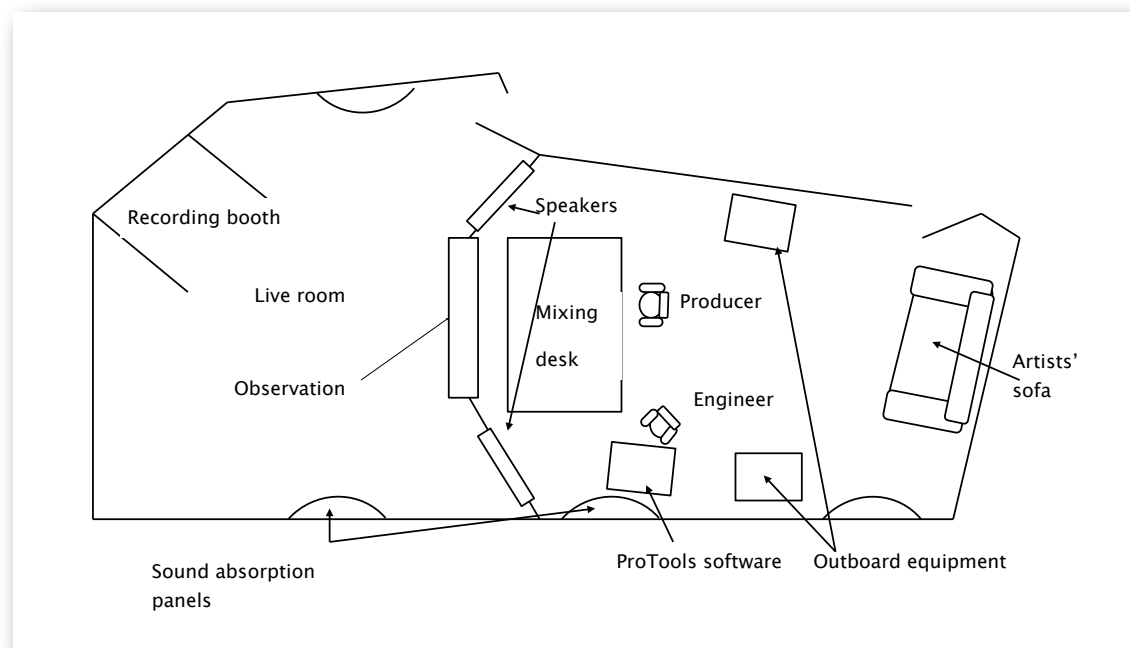 Recording booth
Speakers
Live room
Mixing
desk
Producer
Observation
Engineer
Artists’
sofa
ProTools software
Outboard equipment
Sound absorption
panels